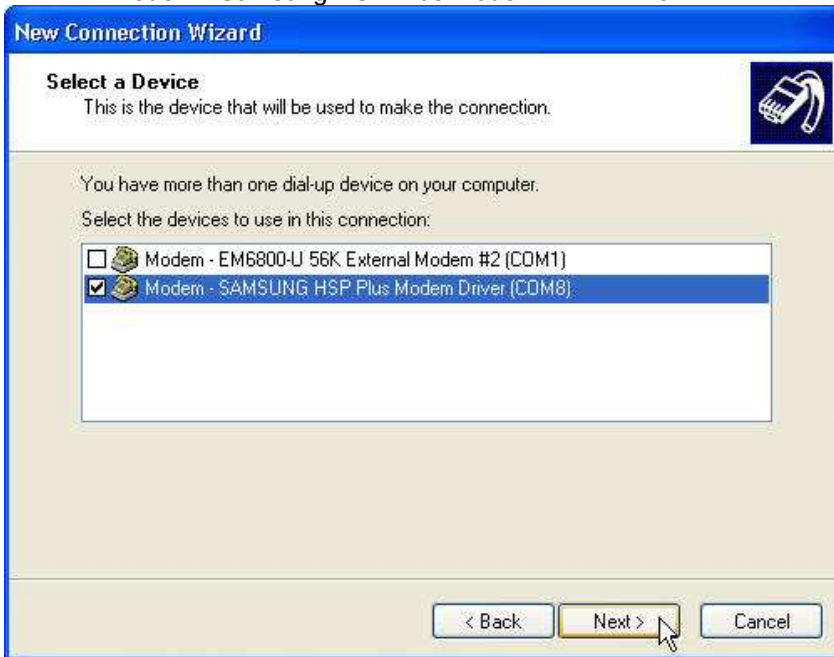 New Connection Wizard
Select a Device
This is the device that will be used to make the connection.
You have more than one dial-up device on your computer.
Select the devices to use in this connection:
Modem - EM6800-U 56K External Modem #2 (COM1)
Modem - SAMSUNG HSP Plus Modem Driver (COM8)
< Back Next > Cancel